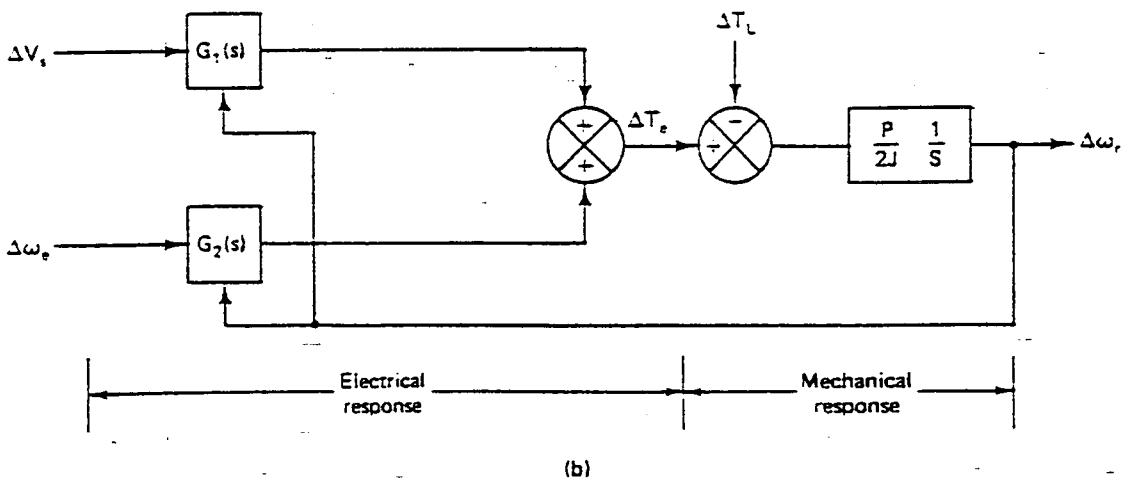 ΔT_L
ΔV_s
G_1(s)
+
−
ΔT_e
+
÷
P/2J 1/S
Δω_r
Δω_e
G_2(s)
Electrical
response
Mechanical
response
(b)